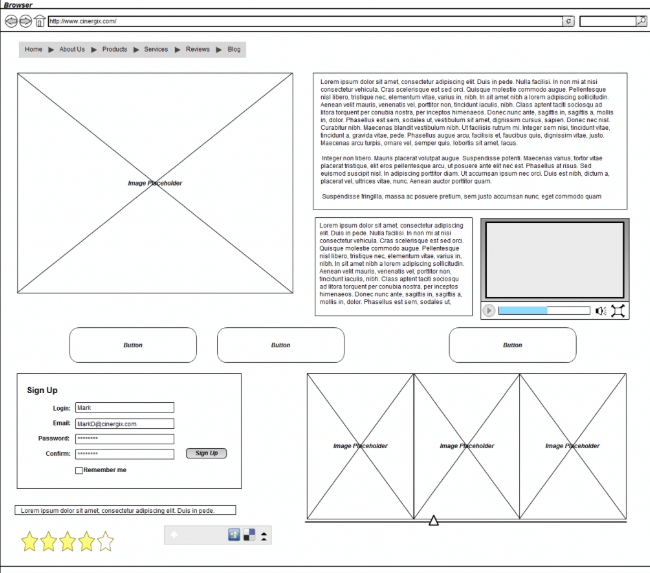 Browser
http://www.cinergix.com/
Home ▶ About Us ▶ Products ▶ Services ▶ Reviews ▶ Blog
Image Placeholder
Lorem ipsum dolor sit amet, consectetur adipiscing elit. Duis in pede. Nulla facilisi. In non mi at nisi
consectetur vehicula. Cras scelerisque est sed orci. Quisque molestie commodo augue. Pellentesque
nisl libero, tristique nec, elementum vitae, varius in, nibh. In sit amet nibh a lorem adipiscing sollicitudin.
Aenean velit mauris, venenatis vel, porttitor non, tincidunt iaculis, nibh. Class aptent taciti sociosqu ad
litora torquent per conubia nostra, per inceptos himenaeos. Donec nunc ante, sagittis in, sagittis a, mollis
in, dolor. Phasellus est sem, sodales ut, vestibulum sit amet, dignissim cursus, sapien. Donec nec nisl.
Curabitur nibh. Maecenas blandit vestibulum nibh. Ut facilisis rutrum mi. Integer sem nisi, tincidunt vitae,
tincidunt a, gravida vitae, pede. Phasellus augue arcu, facilisis et, faucibus quis, dignissim vitae, justo.
Maecenas arcu turpis, ornare vel, semper quis, lobortis sit amet, lacus.
Integer non libero. Mauris placerat volutpat augue. Suspendisse potenti. Maecenas varius, tortor vitae
placerat tristique, elit eros pellentesque arcu, ut posuere ante elit nec est. Phasellus at risus. Sed
euismod suscipit nisl. In adipiscing porttitor diam. Ut accumsan ipsum nec orci. Duis est nibh, dictum a,
placerat vel, ultrices vitae, nunc. Aenean auctor porttitor quam.
Suspendisse fringilla, massa ac posuere pretium, sem justo accumsan nunc, eget commodo quam
Lorem ipsum dolor sit amet, consectetur adipiscing
elit. Duis in pede. Nulla facilisi. In non mi at nisi
consectetur vehicula. Cras scelerisque est sed orci.
Quisque molestie commodo augue. Pellentesque
nisl libero, tristique nec, elementum vitae, varius in,
nibh. In sit amet nibh a lorem adipiscing sollicitudin.
Aenean velit mauris, venenatis vel, porttitor non,
tincidunt iaculis, nibh. Class aptent taciti sociosqu
ad litora torquent per conubia nostra, per inceptos
himenaeos. Donec nunc ante, sagittis in, sagittis a,
mollis in, dolor. Phasellus est sem, sodales ut,
Button
Button
Button
Sign Up
Login: Mark
Email: MarkD@cinergix.com
Password: ********
Confirm: ********
Sign Up
Remember me
Image Placeholder
Image Placeholder
Image Placeholder
Lorem ipsum dolor sit amet, consectetur adipiscing elit. Duis in pede.